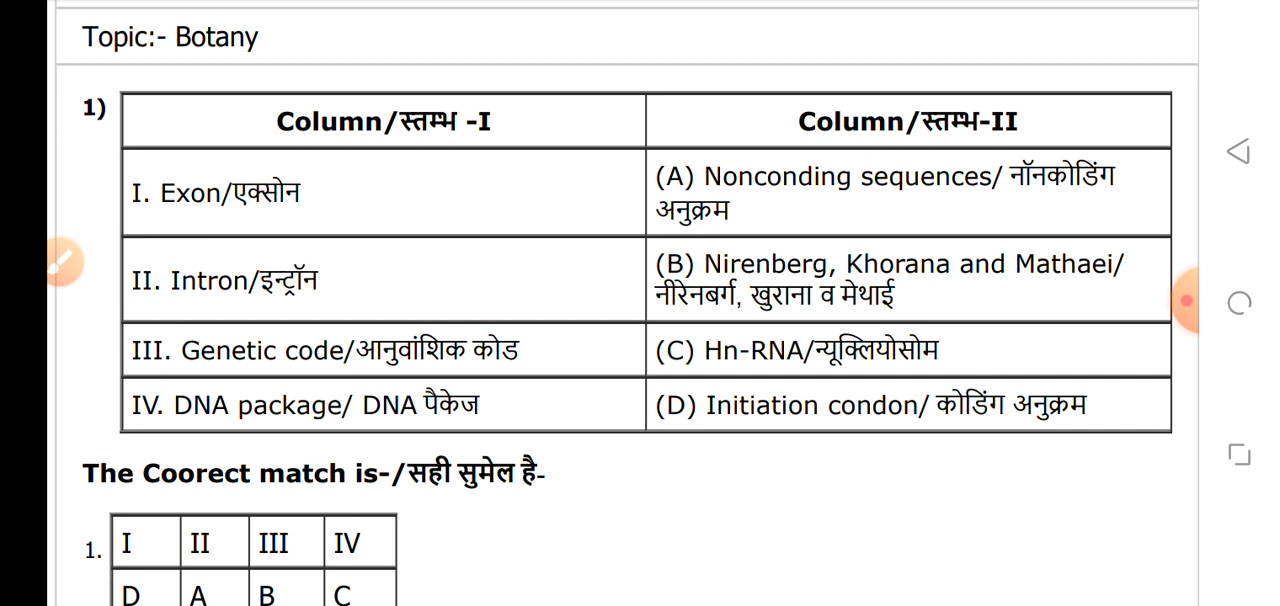 Topic:- Botany
1)
Column/स्तम्भ -I
Column/स्तम्भ-II
I. Exon/एक्सोन
(A) Nonconding sequences/ नॉनकोडिंग
अनुक्रम
II. Intron/इन्ट्रॉन
(B) Nirenberg, Khorana and Mathaei/
नीरेनबर्ग, खुराना व मेथाई
III. Genetic code/आनुवांशिक कोड
(C) Hn-RNA/न्यूक्लियोसोम
IV. DNA package/ DNA पैकेज
(D) Initiation condon/ कोडिंग अनुक्रम
The Coorect match is-/सही सुमेल है-
1.
I II III IV
D A B C